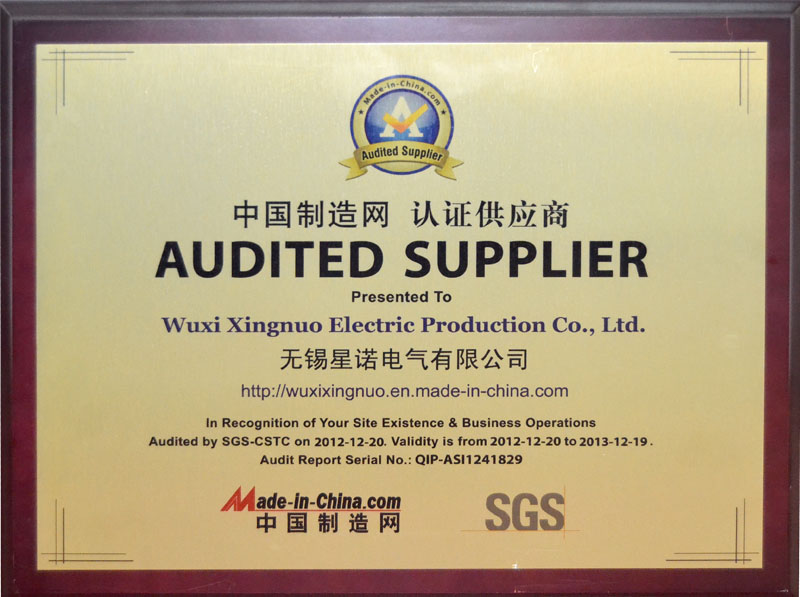 Made-in-China.com
A
Audited Supplier
中国制造网 认证供应商
AUDITED SUPPLIER
Presented To
Wuxi Xingnuo Electric Production Co., Ltd.
无锡星诺电气有限公司
http://wuxixingnuo.en.made-in-china.com
In Recognition of Your Site Existence & Business Operations
Audited by SGS-CSTC on 2012-12-20. Validity is from 2012-12-20 to 2013-12-19.
Audit Report Serial No.: QIP-ASI1241829
Made-in-China.com
中国制造网
SGS